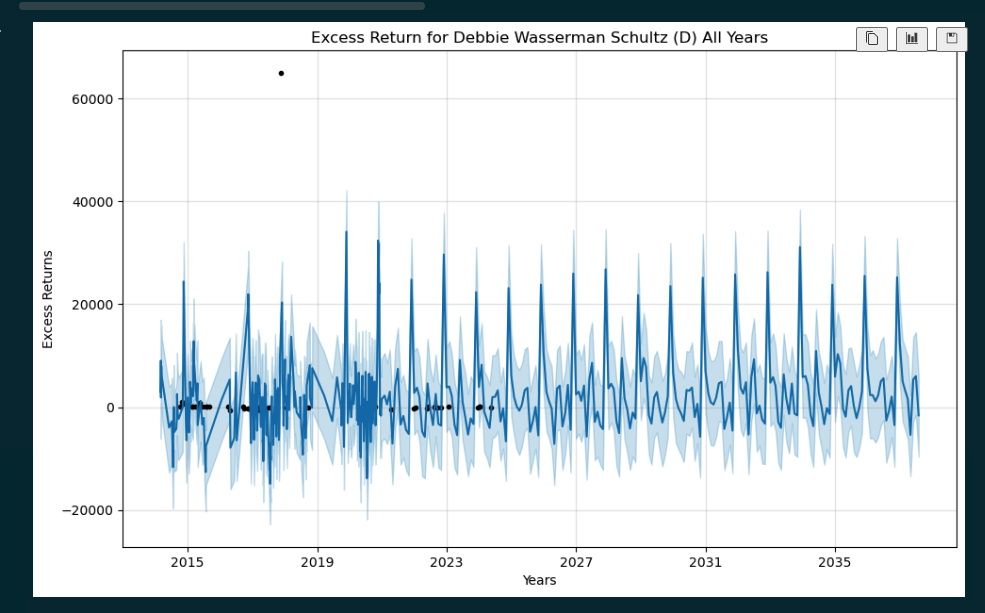 Excess Return for Debbie Wasserman Schultz (D) All Years
Excess Returns
60000
40000
20000
0
−20000
2015 2019 2023 2027 2031 2035
Years